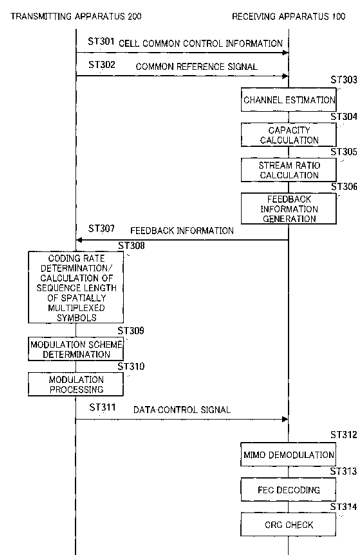 TRANSMITTING APPARATUS 200
RECEIVING APPARATUS 100
ST301 CELL COMMON CONTROL INFORMATION
ST302 COMMON REFERENCE SIGNAL
ST303
CHANNEL ESTIMATION
ST304
CAPACITY
CALCULATION
ST305
STREAM RATIO
CALCULATION
ST306
FEEDBACK
INFORMATION
GENERATION
ST307 FEEDBACK INFORMATION
ST308
CODING RATE
DETERMINATION/
CALCULATION OF
SEQUENCE LENGTH
OF SPATIALLY
MULTIPLEXED
SYMBOLS
ST309
MODULATION SCHEME
DETERMINATION
ST310
MODULATION
PROCESSING
ST311 DATA·CONTROL SIGNAL
ST312
MIMO DEMODULATION
ST313
FEC DECODING
ST314
CRC CHECK